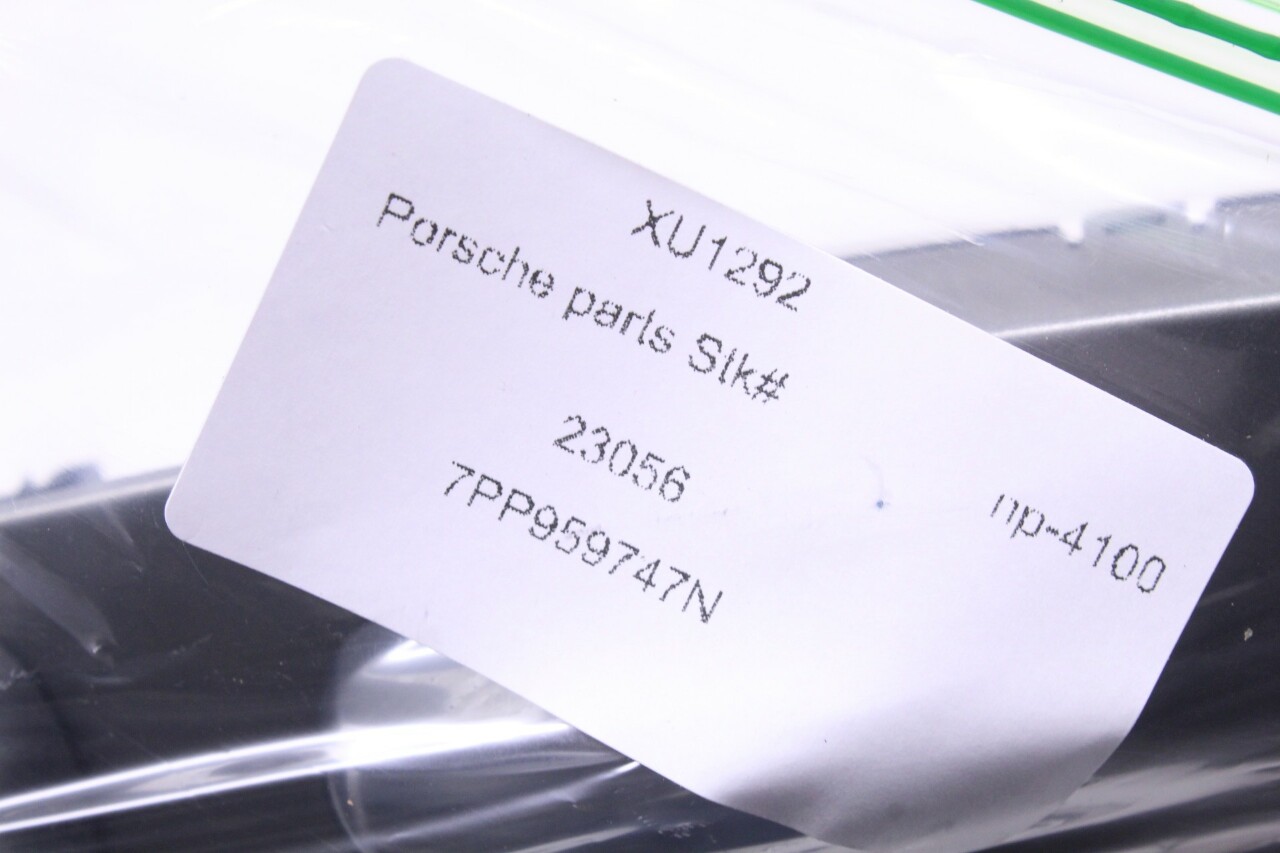 XU1292
Porsche parts Stk#
23056
7PP959747N
np-4100